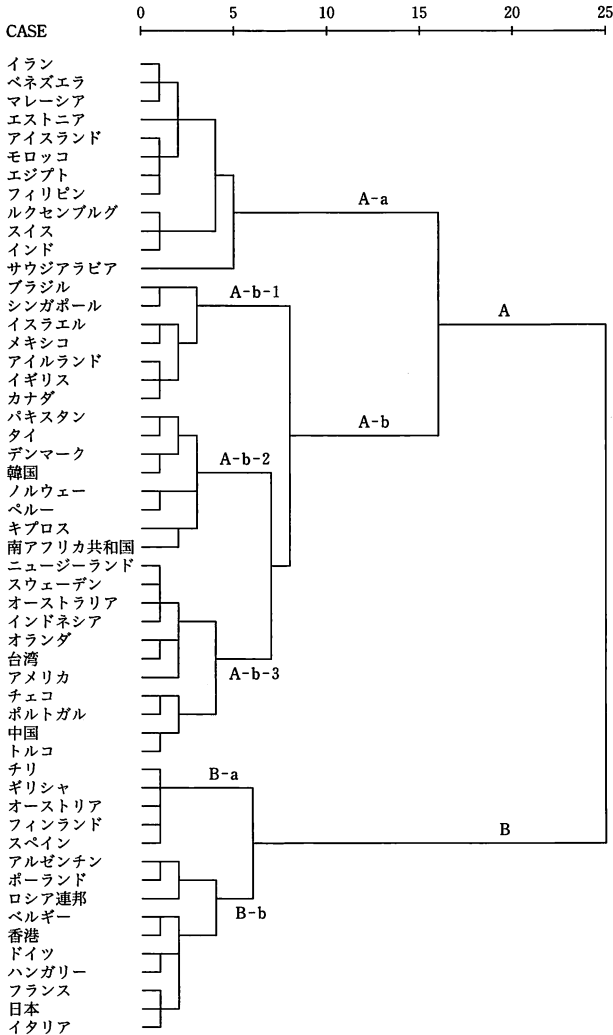 0 5 10 15 20 25
CASE
イラン
ベネズエラ
マレーシア
エストニア
アイスランド
モロッコ
エジプト
フィリピン
ルクセンブルグ
A-a
スイス
インド
サウジアラビア
ブラジル
A-b-1
シンガポール
イスラエル
A
メキシコ
アイルランド
イギリス
カナダ
パキスタン
A-b
タイ
デンマーク
A-b-2
韓国
ノルウェー
ペルー
キプロス
南アフリカ共和国
ニュージーランド
スウェーデン
オーストラリア
インドネシア
オランダ
台湾
A-b-3
アメリカ
チェコ
ポルトガル
中国
トルコ
チリ
B-a
ギリシャ
オーストリア
フィンランド
B
スペイン
アルゼンチン
ポーランド
ロシア連邦
B-b
ベルギー
香港
ドイツ
ハンガリー
フランス
日本
イタリア